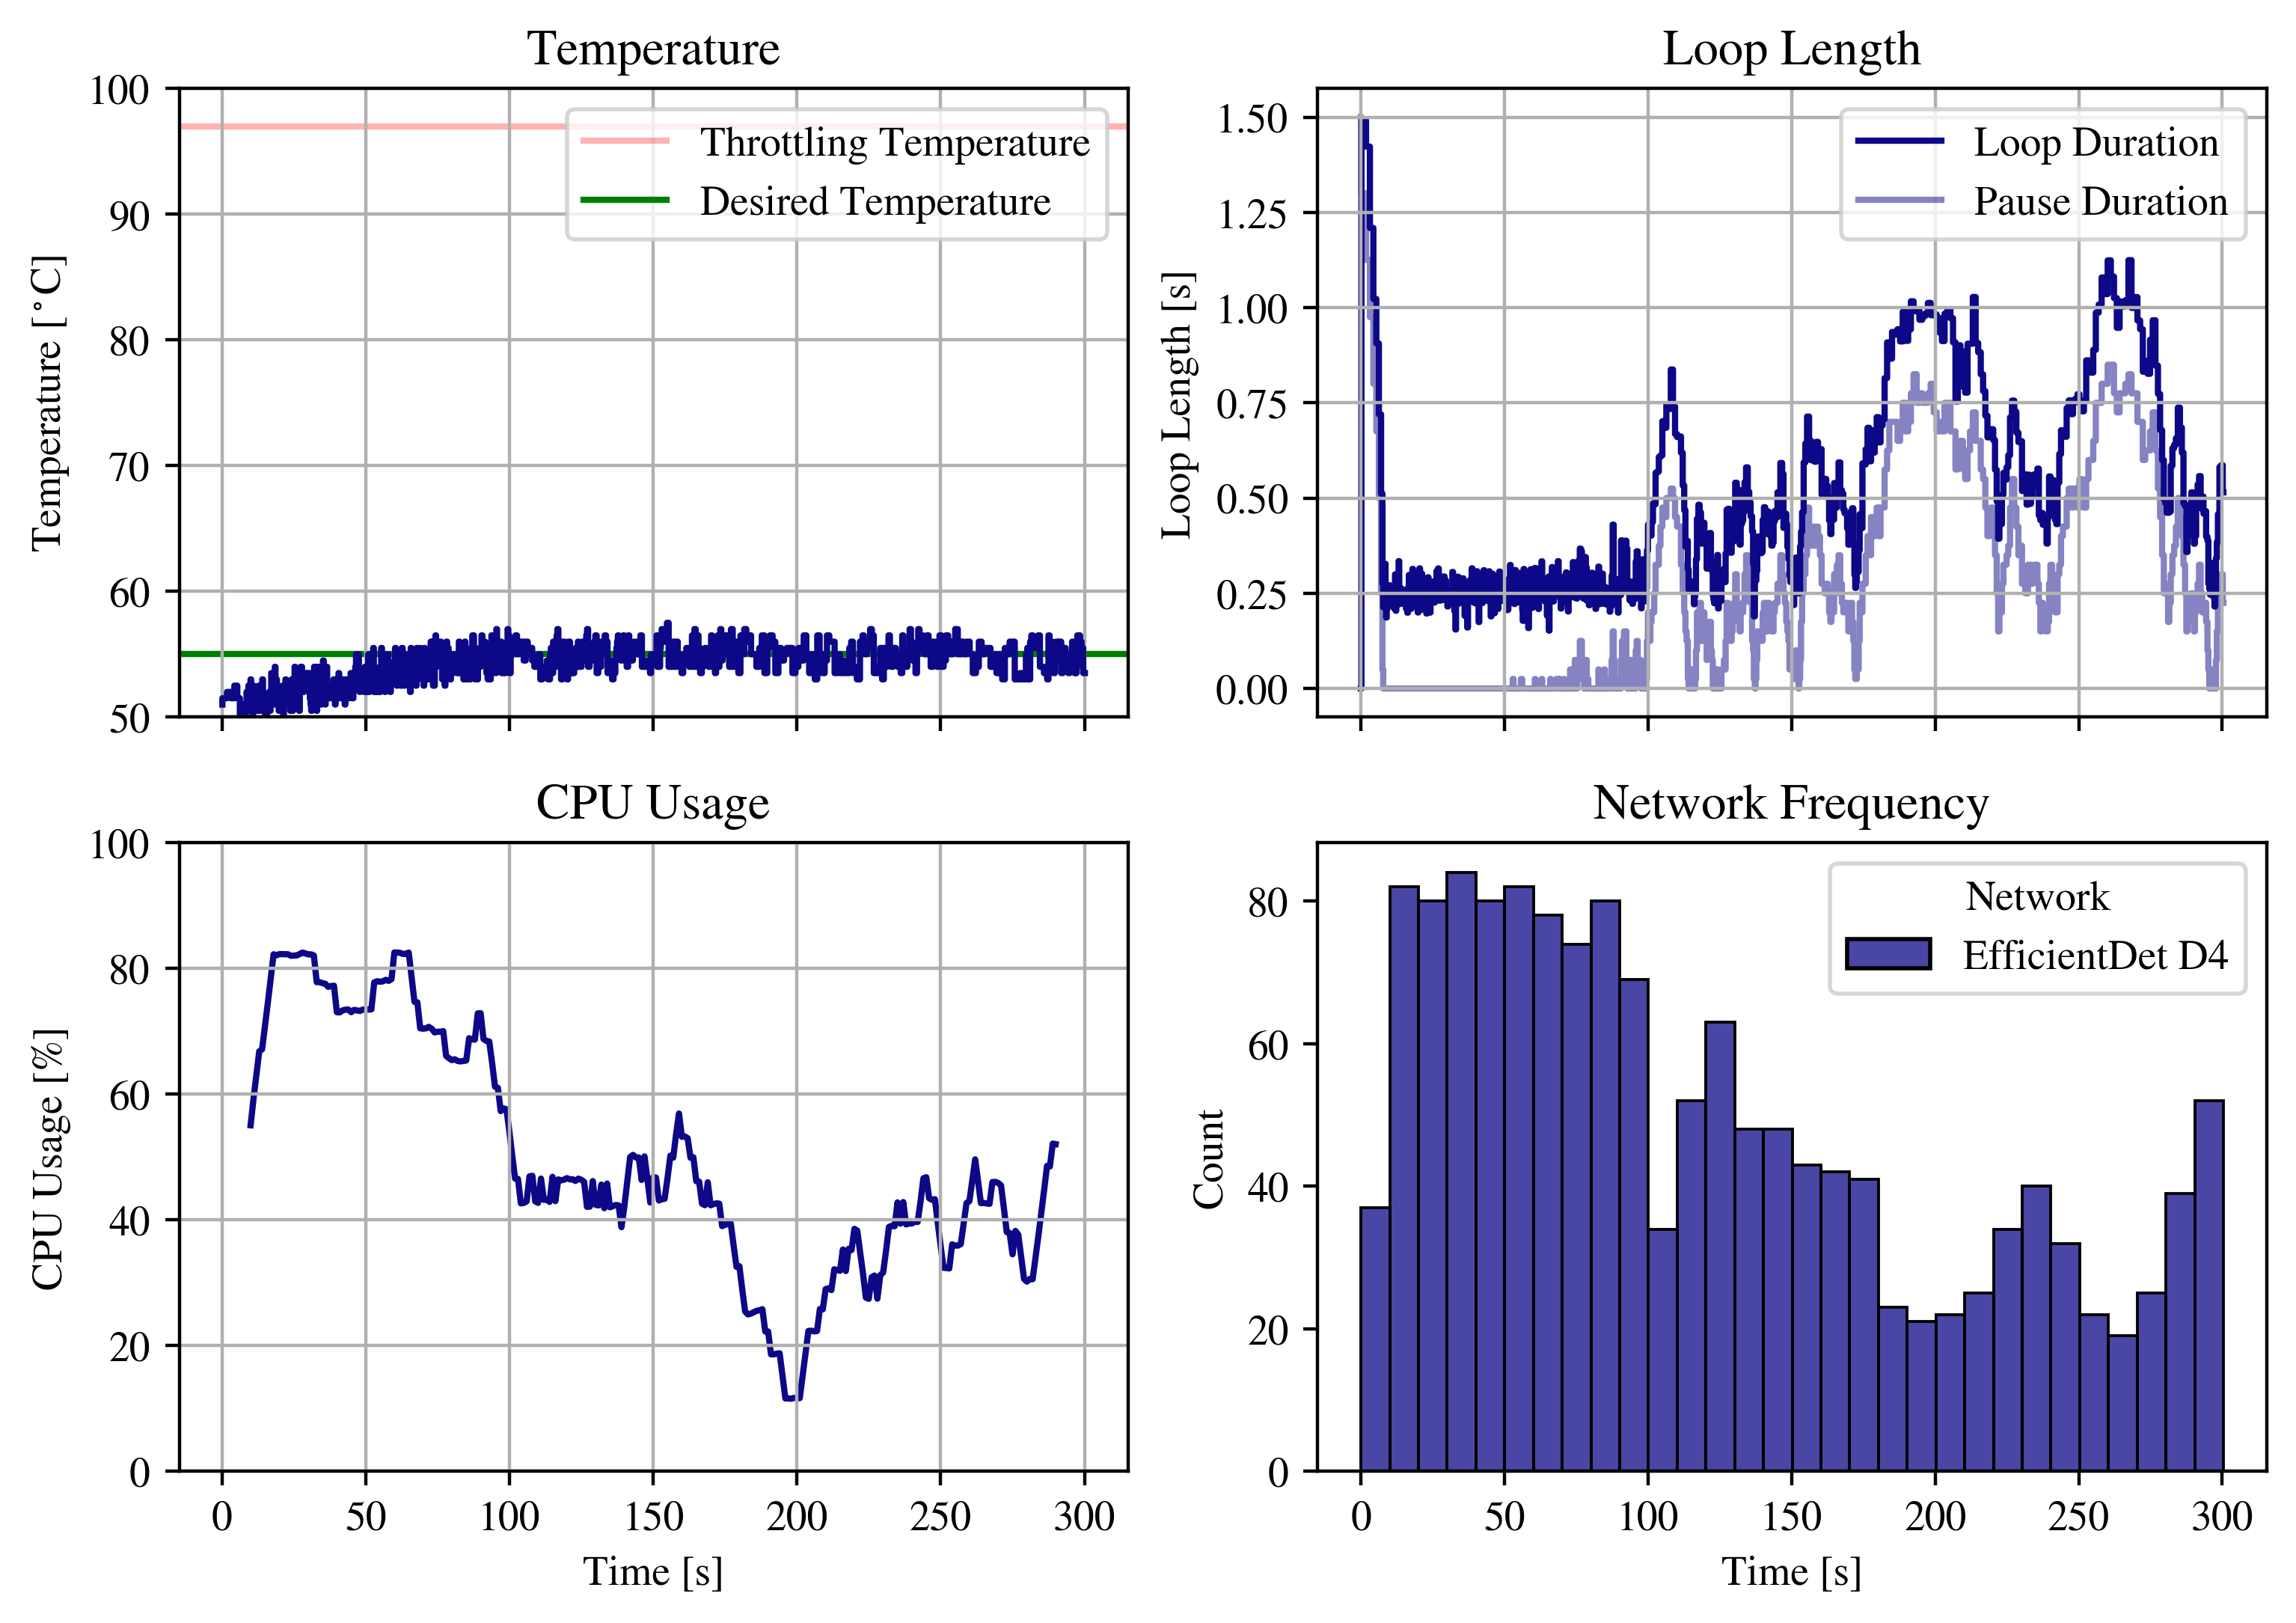 Temperature
100
90
80
70
60
50
Temperature [°C]
Throttling Temperature
Desired Temperature
Loop Length
1.50
1.25
1.00
0.75
0.50
0.25
0.00
Loop Length [s]
Loop Duration
Pause Duration
CPU Usage
100
80
60
40
20
0
CPU Usage [%]
0 50 100 150 200 250 300
Time [s]
Network Frequency
80
60
40
20
0
Count
Network
EfficientDet D4
0 50 100 150 200 250 300
Time [s]